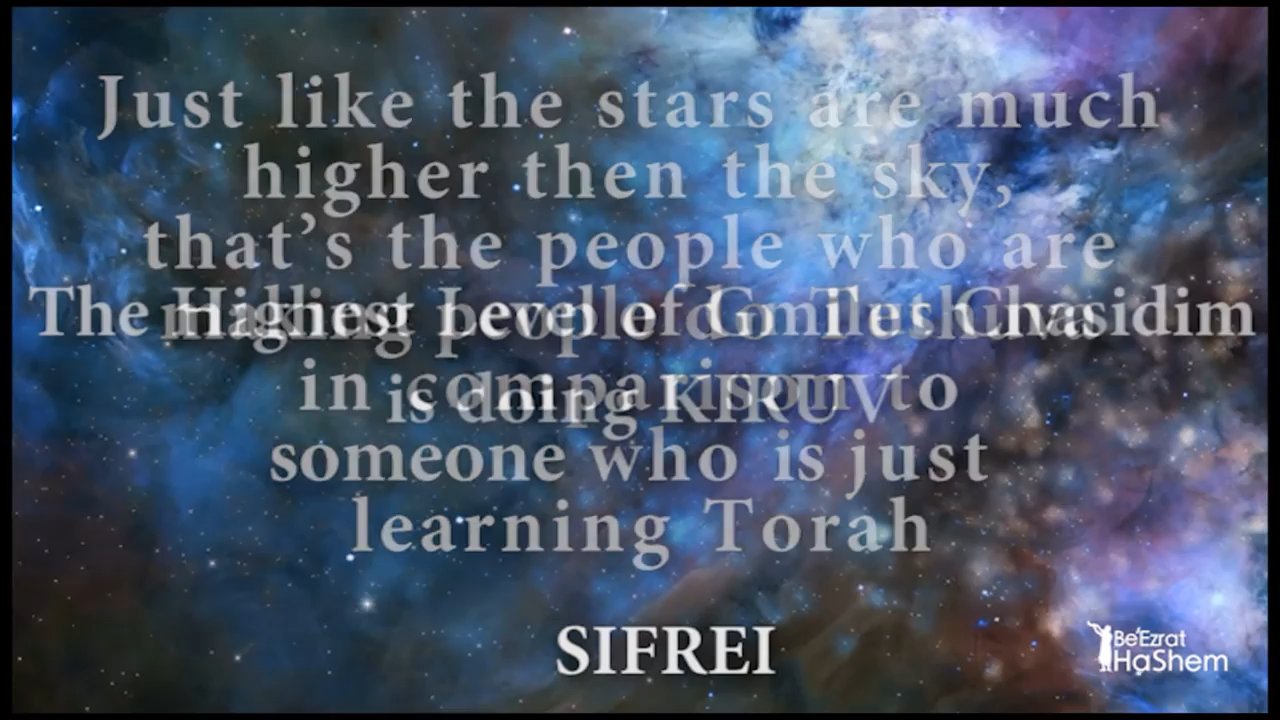 Just like the stars are much
higher then the sky,
that's the people who are
making people do Teshuva
The Highest Level of Gmilut Chasidim
in comparison to
is doing KIRUV
someone who is just
learning Torah
SIFREI
Be'Ezrat
HaShem